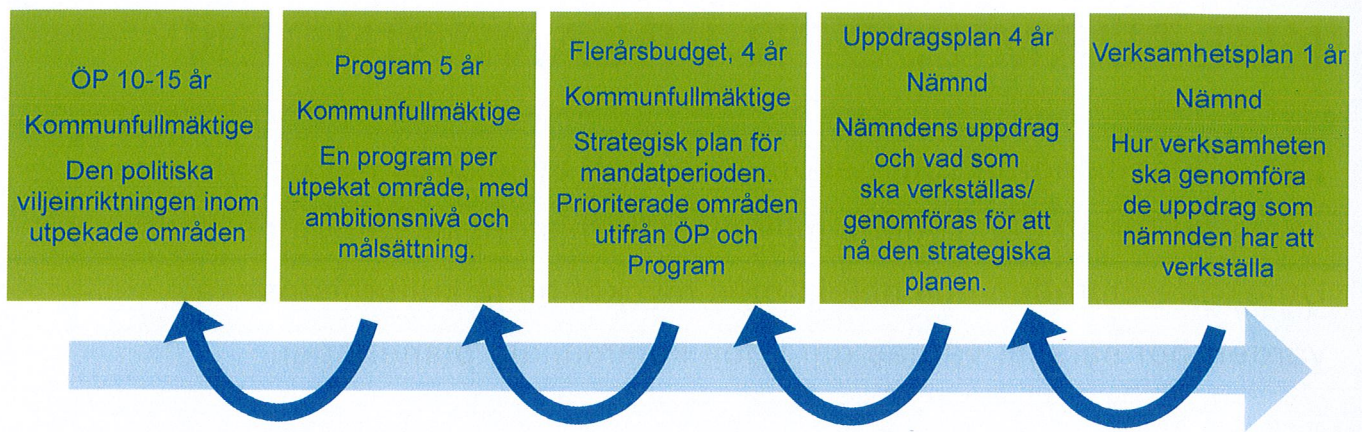 ÖP 10-15 år
Kommunfullmäktige
Den politiska
viljeinriktningen inom
utpekade områden
Program 5 år
Kommunfullmäktige
En program per
utpekat område, med
ambitionsnivå och
målsättning.
Flerårsbudget, 4 år
Kommunfullmäktige
Strategisk plan för
mandatperioden.
Prioriterade områden
utifrån ÖP och
Program
Uppdragsplan 4 år
Nämnd
Nämndens uppdrag
och vad som
ska verkställas/
genomföras för att
nå den strategiska
planen.
Verksamhetsplan 1 år
Nämnd
Hur verksamheten
ska genomföra
de uppdrag som
nämnden har att
verkställa